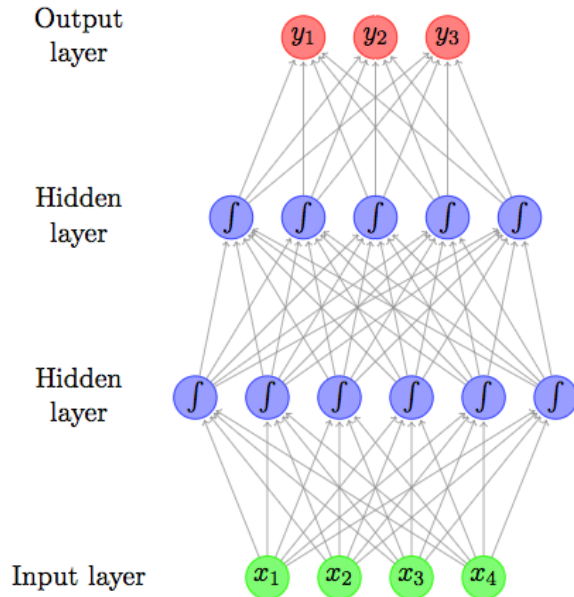 Output
layer
y₁ y₂ y₃
Hidden
layer
∫ ∫ ∫ ∫ ∫
Hidden
layer
∫ ∫ ∫ ∫ ∫ ∫
Input layer
x₁ x₂ x₃ x₄